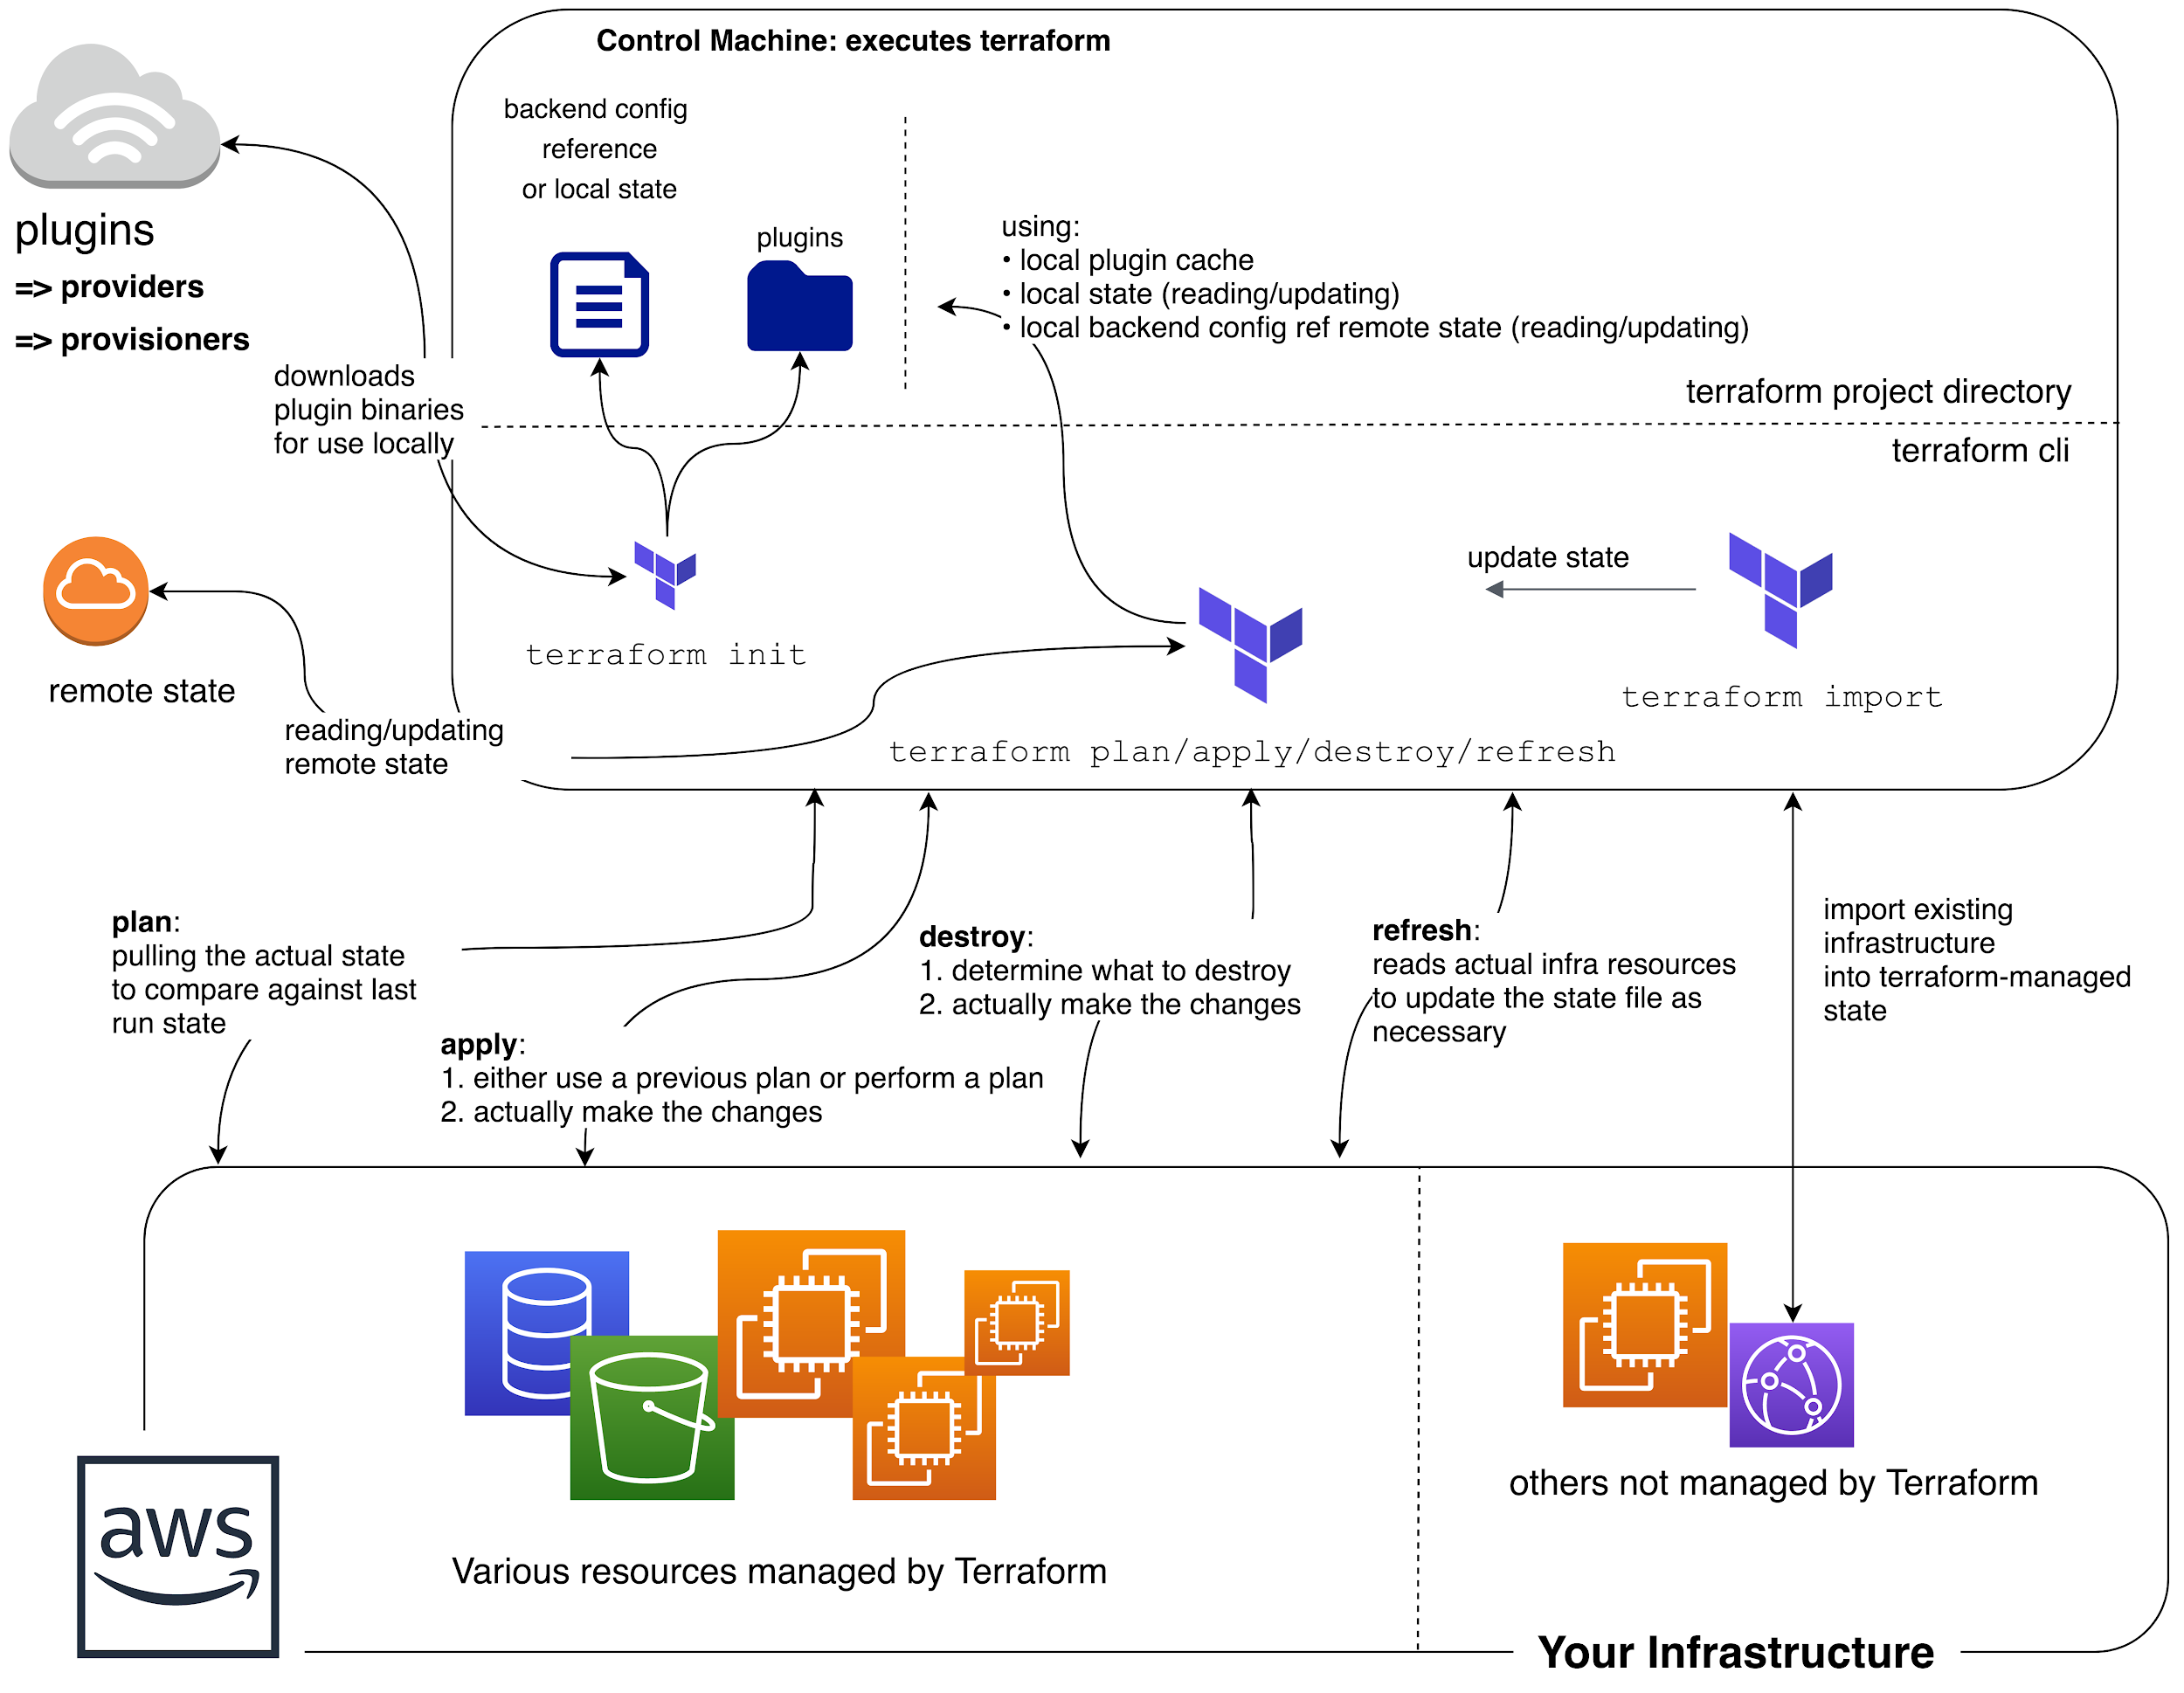 Control Machine: executes terraform
backend config
reference
or local state
plugins
plugins
=> providers
=> provisioners
using:
• local plugin cache
• local state (reading/updating)
• local backend config ref remote state (reading/updating)
downloads
plugin binaries
for use locally
terraform project directory
terraform cli
update state
terraform init
terraform import
remote state
reading/updating
remote state
terraform plan/apply/destroy/refresh
plan:
pulling the actual state
to compare against last
run state
apply:
1. either use a previous plan or perform a plan
2. actually make the changes
destroy:
1. determine what to destroy
2. actually make the changes
refresh:
reads actual infra resources
to update the state file as
necessary
import existing
infrastructure
into terraform-managed
state
aws
Various resources managed by Terraform
others not managed by Terraform
Your Infrastructure